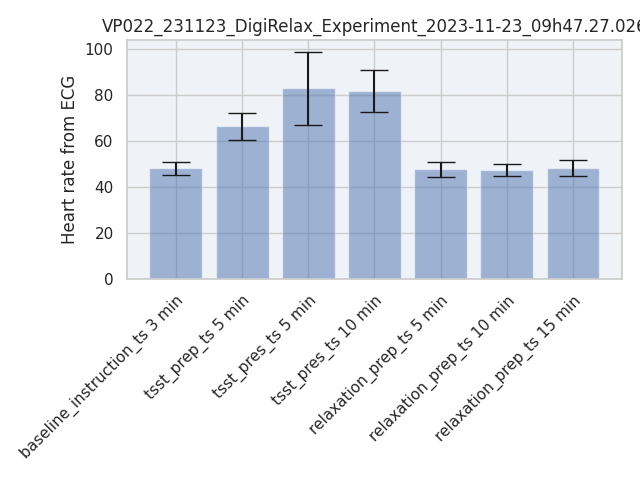 VP022_231123_DigiRelax_Experiment_2023-11-23_09h47.27.026
Heart rate from ECG
100
80
60
40
20
0
baseline_instruction_ts 3 min
tsst_prep_ts 5 min
tsst_pres_ts 5 min
tsst_pres_ts 10 min
relaxation_prep_ts 5 min
relaxation_prep_ts 10 min
relaxation_prep_ts 15 min